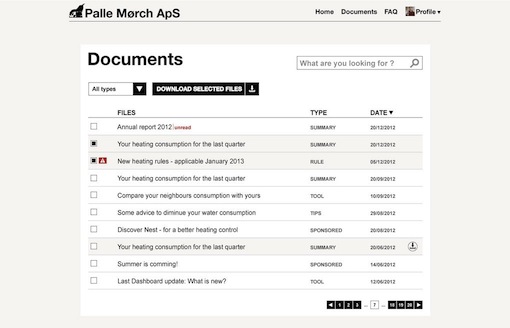 Palle Mørch ApS
Home Documents FAQ Profile ▾
Documents
What are you looking for ?
All types ▼ DOWNLOAD SELECTED FILES
FILES TYPE DATE ▼
Annual report 2012 | unread SUMMARY 20/12/2012
Your heating consumption for the last quarter SUMMARY 20/12/2012
New heating rules - applicable January 2013 RULE 05/12/2012
Your heating consumption for the last quarter SUMMARY 20/09/2012
Compare your neighbours consumption with yours TOOL 10/09/2012
Some advice to diminue your water consumption TIPS 29/08/2012
Discover Nest - for a better heating control SPONSORED 20/08/2012
Your heating consumption for the last quarter SUMMARY 20/06/2012
Summer is comming! SPONSORED 14/06/2012
Last Dashboard update: What is new? TOOL 12/06/2012
◀ 1 2 3 ... 7 ... 18 19 20 ▶